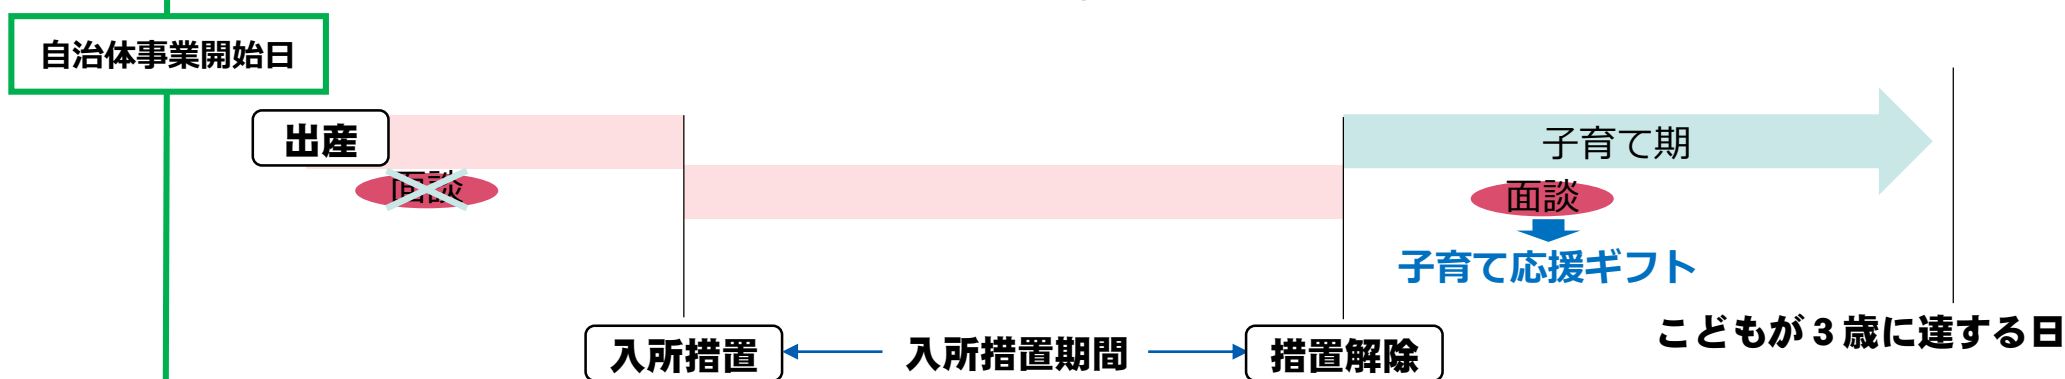 自治体事業開始日
出産
面談
子育て期
面談
子育て応援ギフト
入所措置
入所措置期間
措置解除
こどもが3歳に達する日